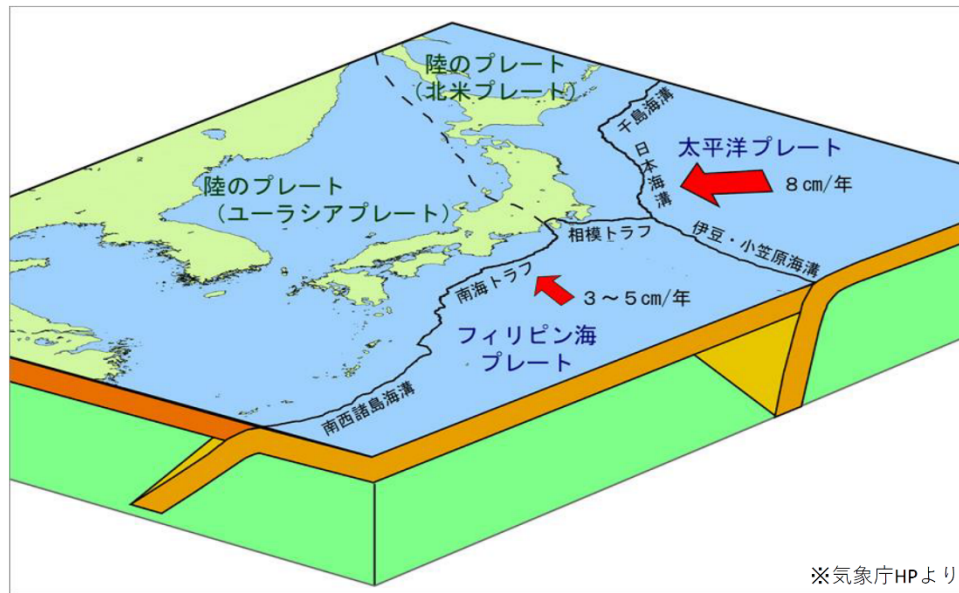 陸のプレート
（北米プレート）
千島海溝
太平洋プレート
日本海溝
8cm/年
陸のプレート
（ユーラシアプレート）
相模トラフ
伊豆・小笠原海溝
南海トラフ
3～5cm/年
フィリピン海
プレート
南西諸島海溝
※気象庁HPより